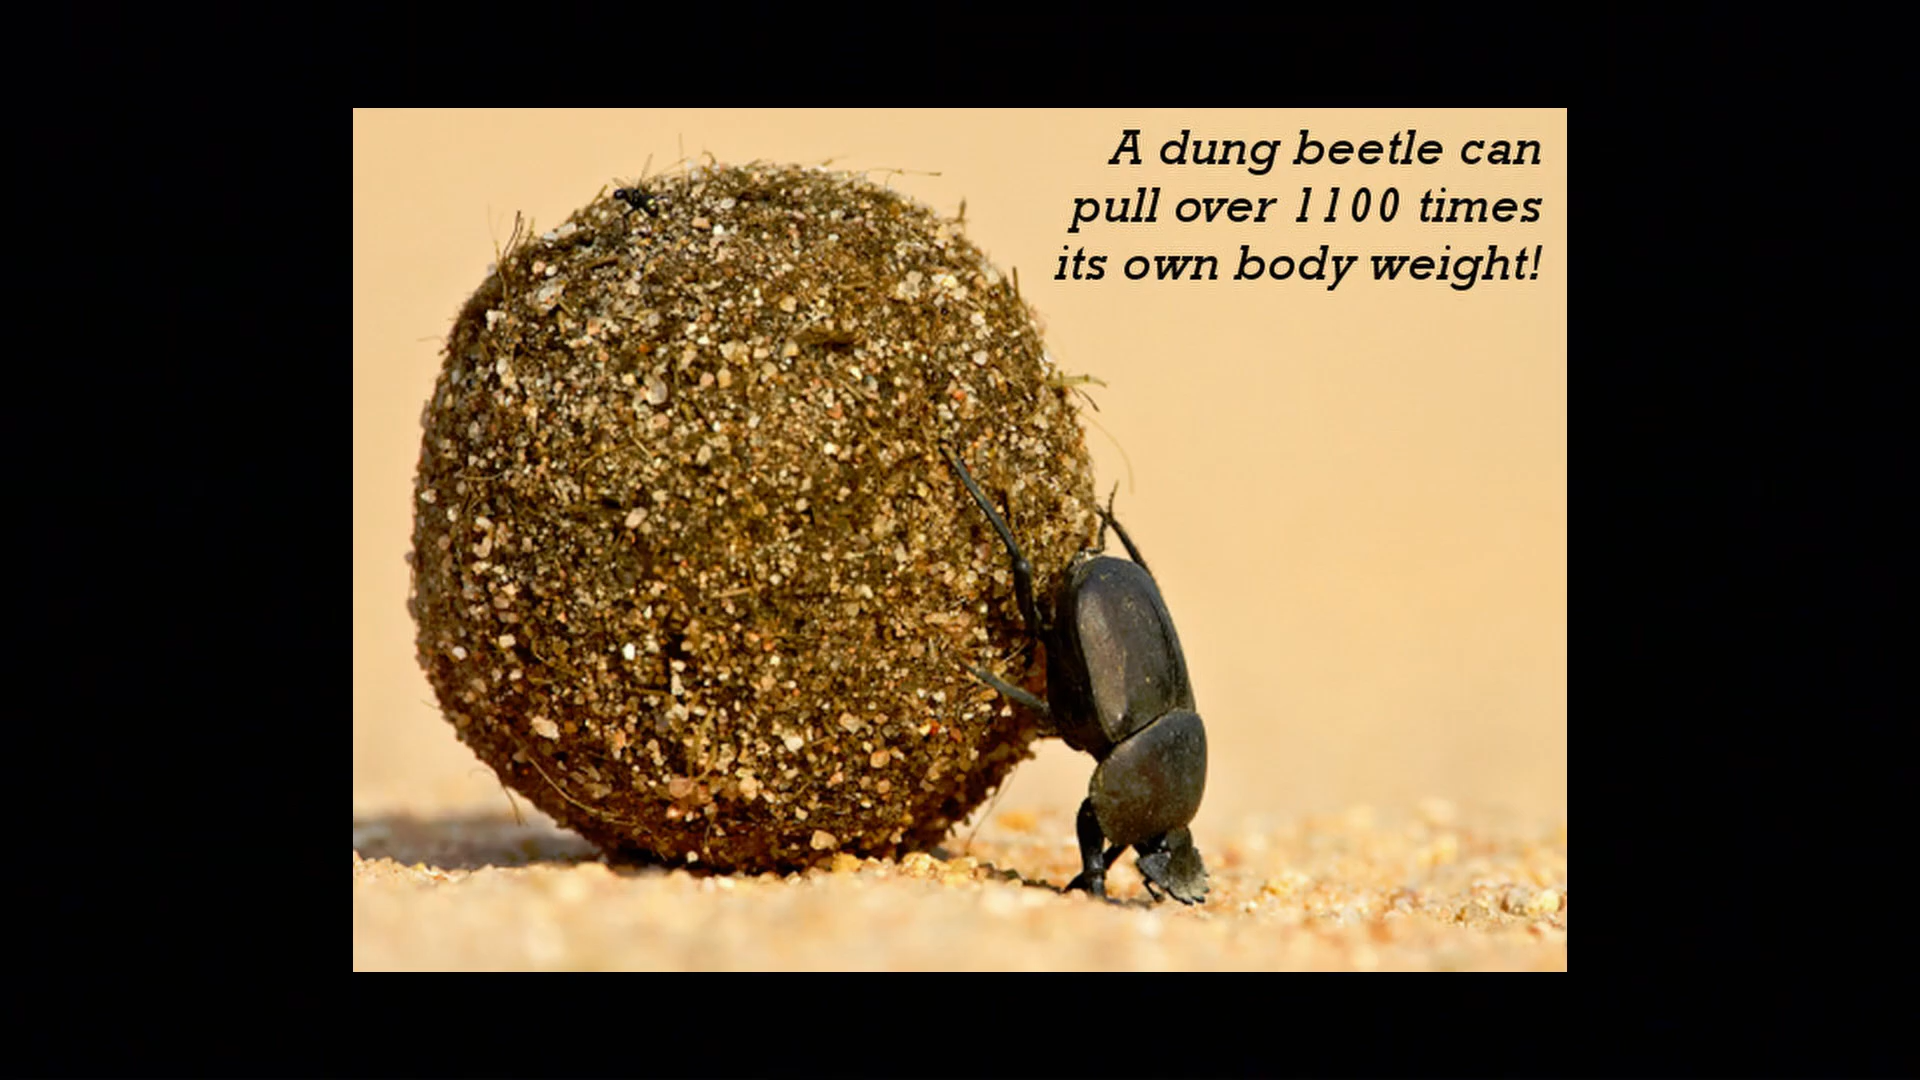 A dung beetle can
pull over 1100 times
its own body weight!